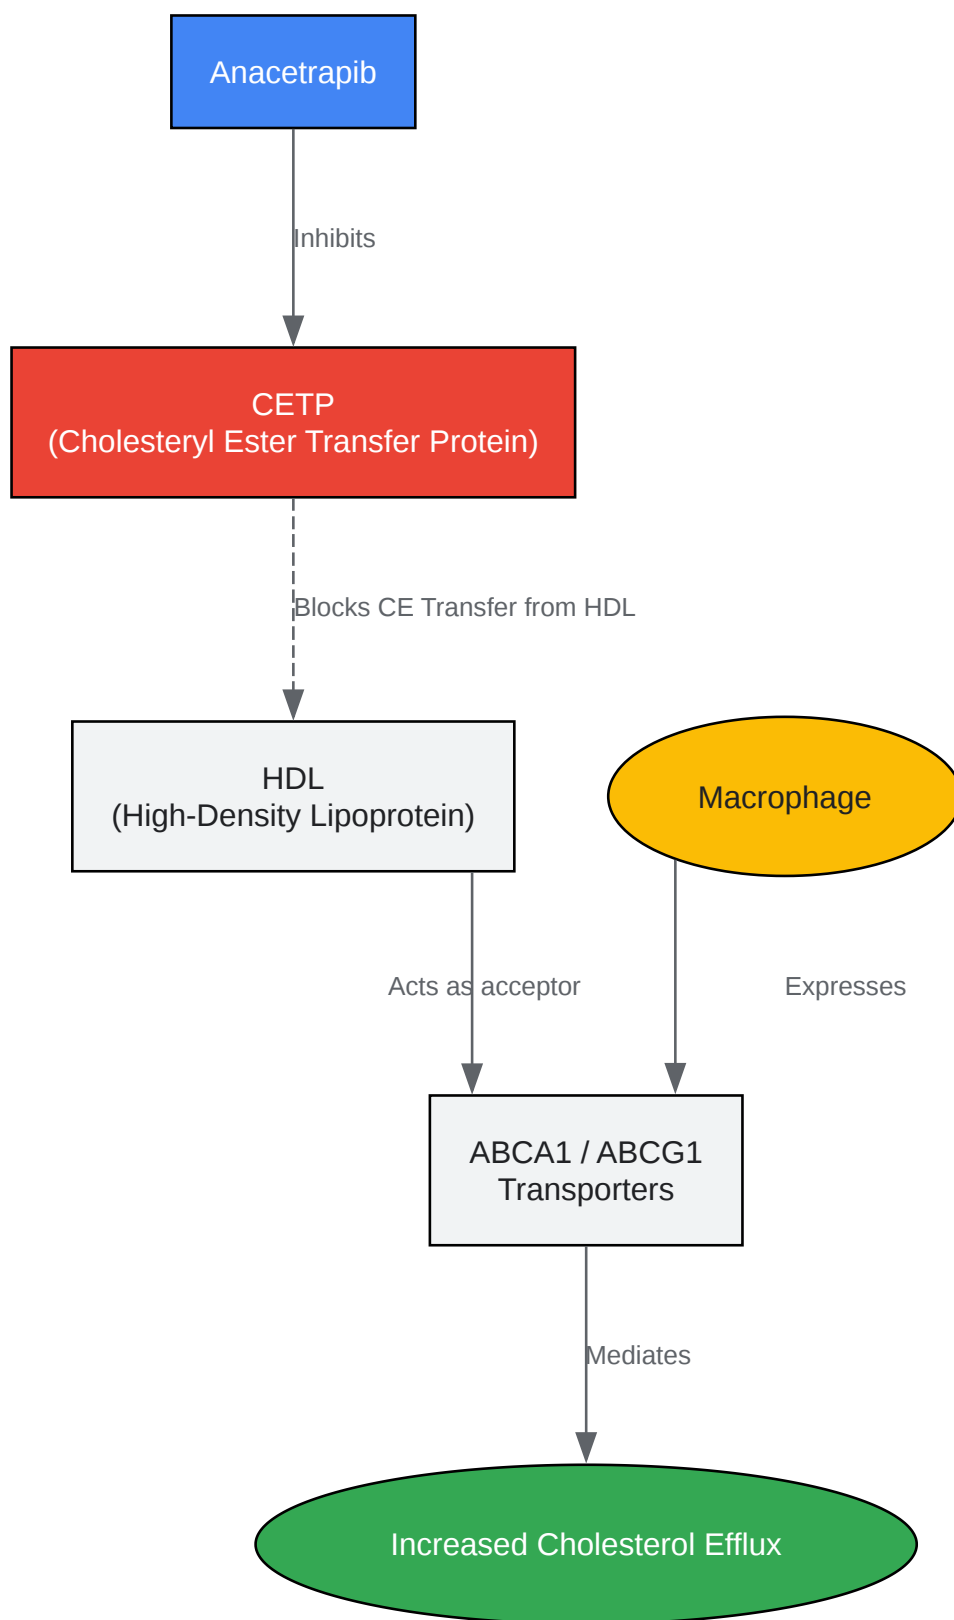 Anacetrapib
Inhibits
CETP
(Cholesteryl Ester Transfer Protein)
Blocks CE Transfer from HDL
HDL
(High-Density Lipoprotein)
Macrophage
Acts as acceptor
Expresses
ABCA1 / ABCG1
Transporters
Mediates
Increased Cholesterol Efflux